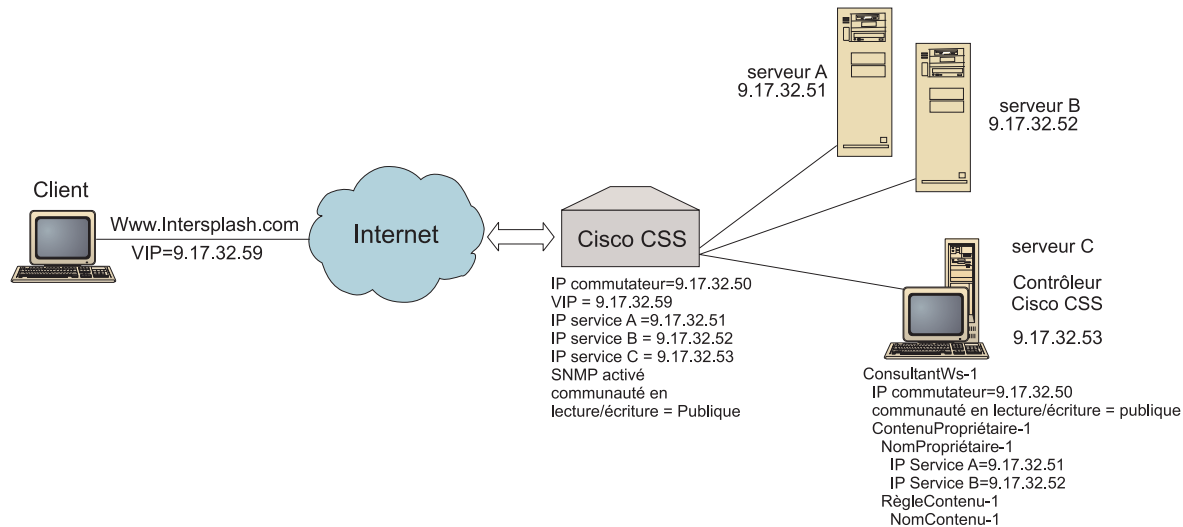 serveur A
9.17.32.51
serveur B
9.17.32.52
Client
Www.Intersplash.com
VIP=9.17.32.59
Internet
Cisco CSS
IP commutateur=9.17.32.50
VIP = 9.17.32.59
IP service A =9.17.32.51
IP service B = 9.17.32.52
IP service C = 9.17.32.53
SNMP activé
communauté en
lecture/écriture = Publique
serveur C
Contrôleur
Cisco CSS
9.17.32.53
ConsultantWs-1
IP commutateur=9.17.32.50
communauté en lecture/écriture = publique
ContenuPropriétaire-1
NomPropriétaire-1
IP Service A=9.17.32.51
IP Service B=9.17.32.52
RègleContenu-1
NomContenu-1